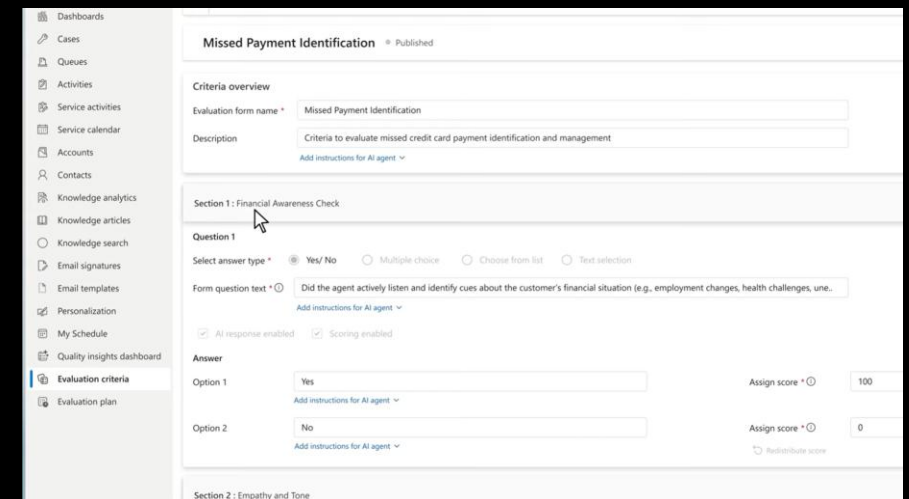 Dashboards
Cases
Queues
Activities
Service activities
Service calendar
Accounts
Contacts
Knowledge analytics
Knowledge articles
Knowledge search
Email signatures
Email templates
Personalization
My Schedule
Quality insights dashboard
Evaluation criteria
Evaluation plan
Missed Payment Identification Published
Criteria overview
Evaluation form name * Missed Payment Identification
Description Criteria to evaluate missed credit card payment identification and management
Add instructions for AI agent
Section 1 : Financial Awareness Check
Question 1
Select answer type * Yes/ No Multiple choice Choose from list Text selection
Form question text * Did the agent actively listen and identify cues about the customer's financial situation (e.g., employment changes, health challenges, une..
Add instructions for AI agent
AI response enabled Scoring enabled
Answer
Option 1 Yes Assign score * 100
Add instructions for AI agent
Option 2 No Assign score * 0
Add instructions for AI agent Redistribute score
Section 2 : Empathy and Tone